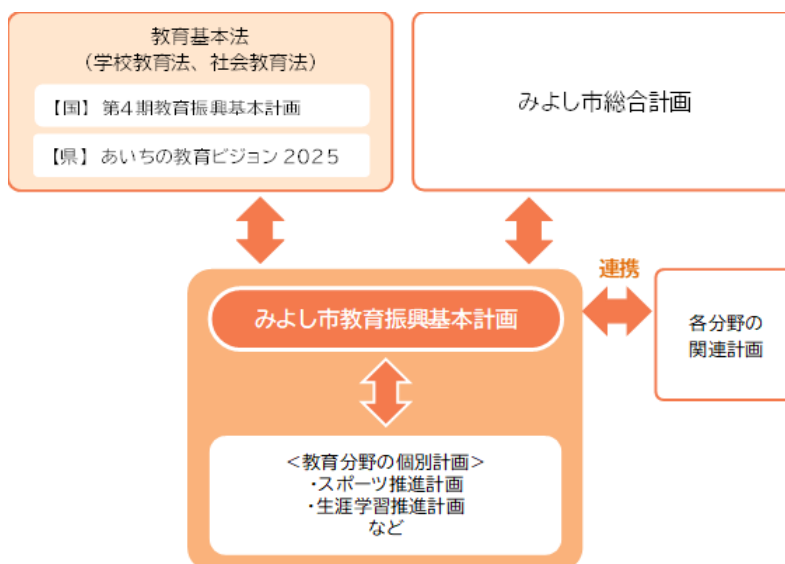 教育基本法
（学校教育法、社会教育法）
【国】第4期教育振興基本計画
【県】あいちの教育ビジョン2025
みよし市総合計画
連携
みよし市教育振興基本計画
各分野の
関連計画
＜教育分野の個別計画＞
・スポーツ推進計画
・生涯学習推進計画
など